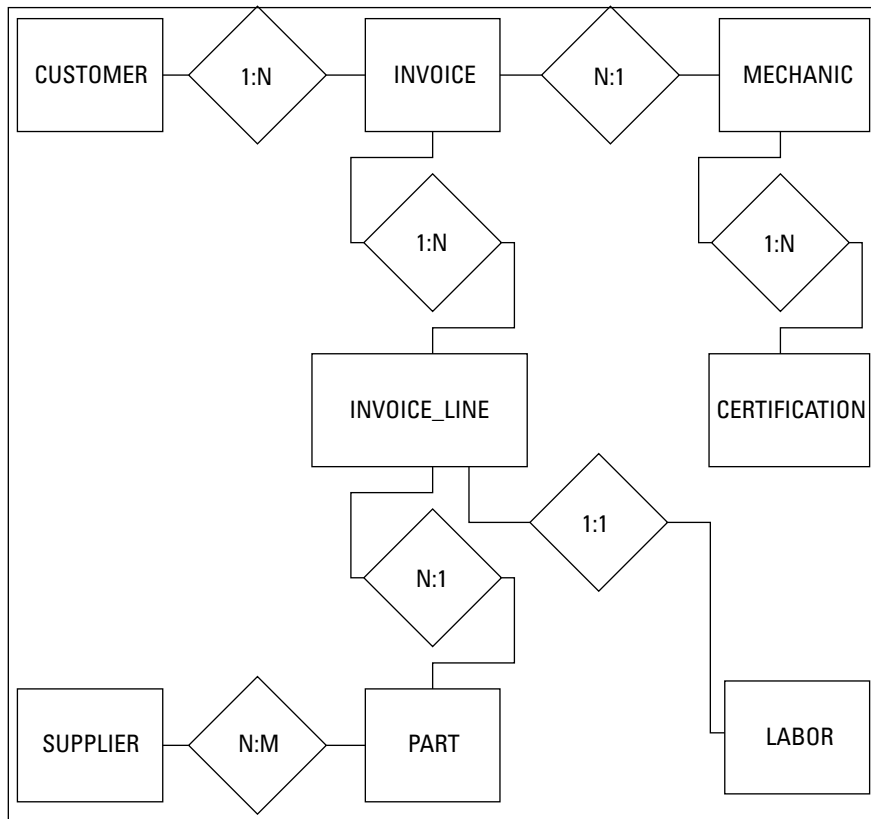 CUSTOMER
1:N
INVOICE
N:1
MECHANIC
1:N
1:N
INVOICE_LINE
CERTIFICATION
1:1
N:1
SUPPLIER
N:M
PART
LABOR